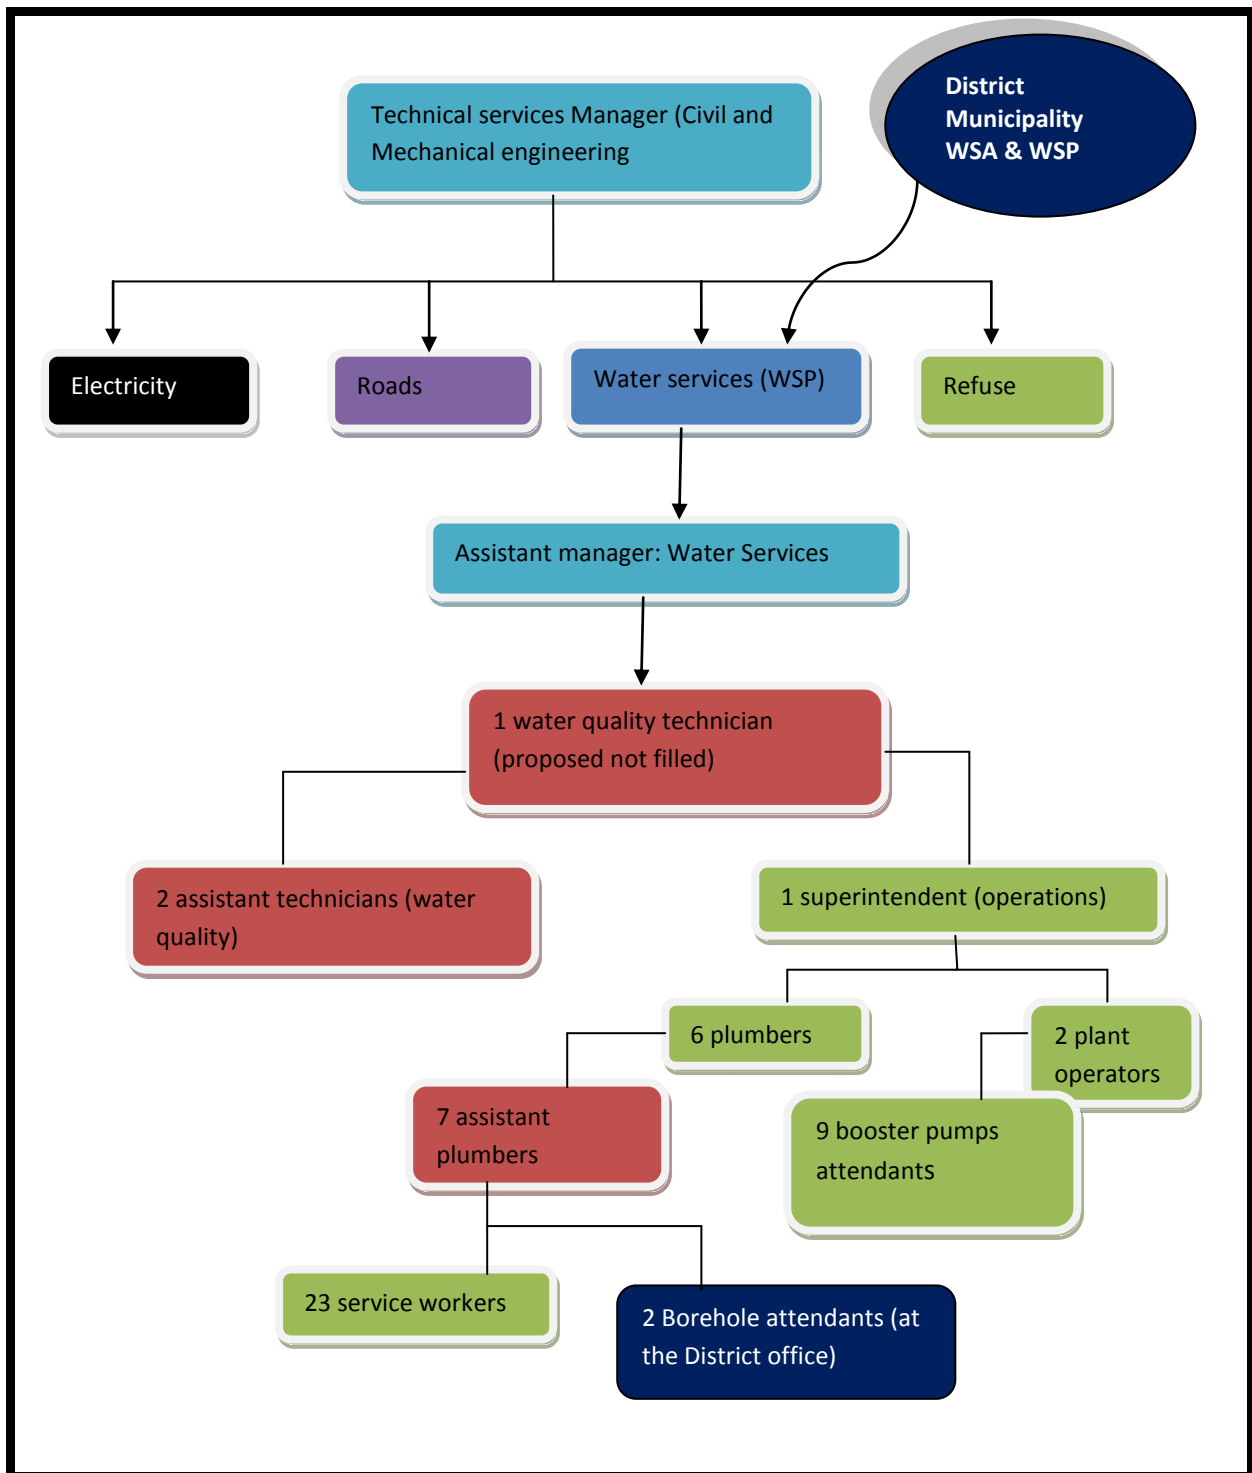 Technical services Manager (Civil and
Mechanical engineering
District
Municipality
WSA & WSP
Electricity
Roads
Water services (WSP)
Refuse
Assistant manager: Water Services
1 water quality technician
(proposed not filled)
2 assistant technicians (water
quality)
1 superintendent (operations)
6 plumbers
2 plant
operators
7 assistant
plumbers
9 booster pumps
attendants
23 service workers
2 Borehole attendants (at
the District office)